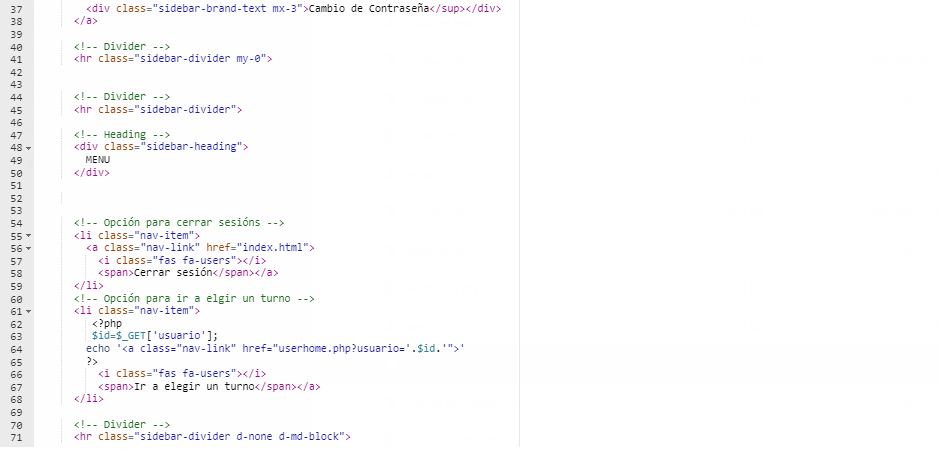 37 <div class="sidebar-brand-text mx-3">Cambio de Contraseña</sup></div>
38 </a>
39
40 <!-- Divider -->
41 <hr class="sidebar-divider my-0">
42
43
44 <!-- Divider -->
45 <hr class="sidebar-divider">
46
47 <!-- Heading -->
48 <div class="sidebar-heading">
49 MENU
50 </div>
51
52
53
54 <!-- Opción para cerrar sesións -->
55 <li class="nav-item">
56 <a class="nav-link" href="index.html">
57 <i class="fas fa-users"></i>
58 <span>Cerrar sesión</span></a>
59 </li>
60 <!-- Opción para ir a elgir un turno -->
61 <li class="nav-item">
62 <?php
63 $id=$_GET['usuario'];
64 echo '<a class="nav-link" href="userhome.php?usuario='.$id.'">'
65 ?>
66 <i class="fas fa-users"></i>
67 <span>Ir a elegir un turno</span></a>
68 </li>
69
70 <!-- Divider -->
71 <hr class="sidebar-divider d-none d-md-block">